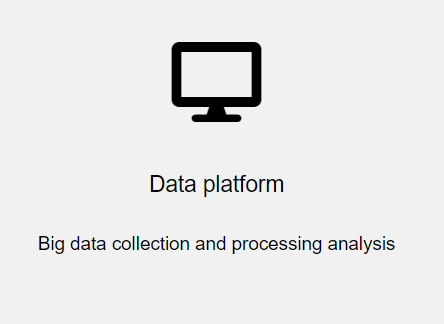 Data platform
Big data collection and processing analysis